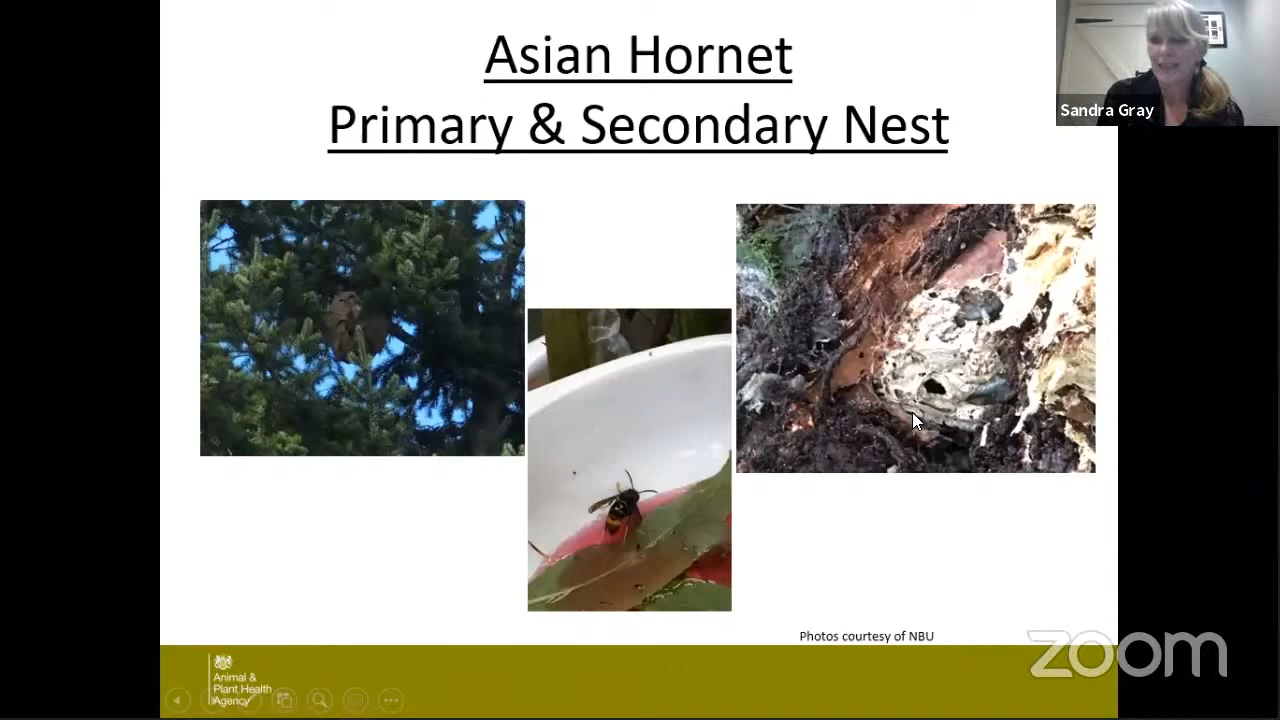 Asian Hornet
Primary & Secondary Nest
Sandra Gray
Photos courtesy of NBU
Animal &
Plant Health
Agency
zoom